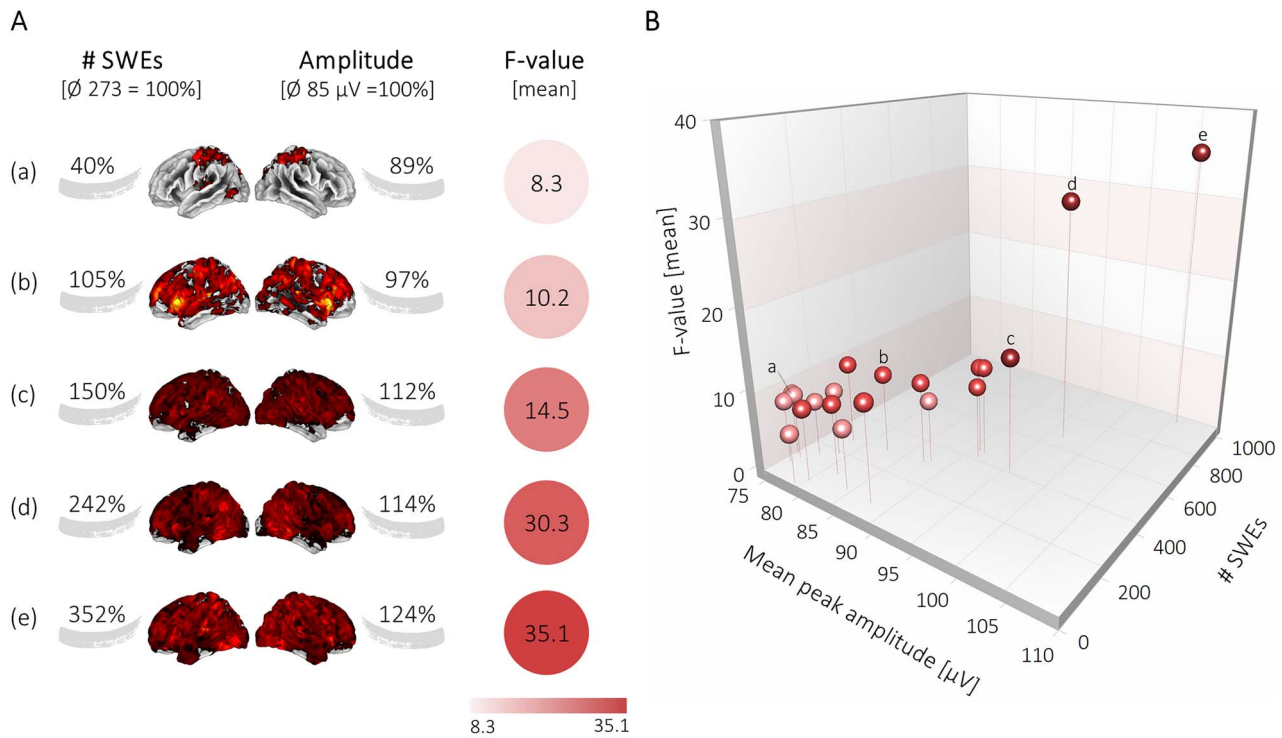 A
# SWEs
[Ø 273 = 100%]
Amplitude
[Ø 85 µV =100%]
F-value
[mean]
(a)
40%
89%
8.3
(b)
105%
97%
10.2
(c)
150%
112%
14.5
(d)
242%
114%
30.3
(e)
352%
124%
35.1
8.3
35.1
B
F-value [mean]
40
30
20
10
0
a
b
c
d
e
75
80
85
90
95
100
105
110
Mean peak amplitude [µV]
0
200
400
600
800
1000
# SWEs